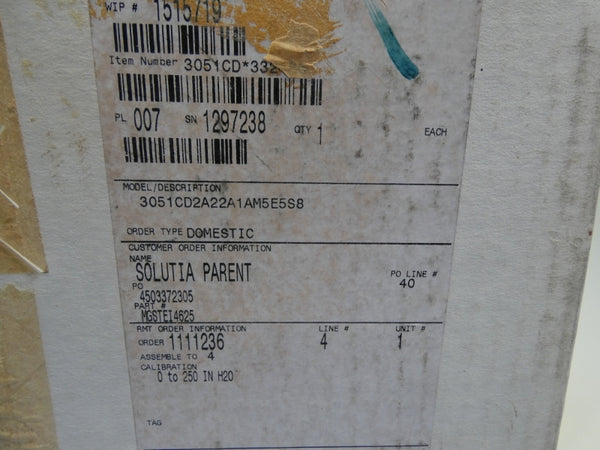 WIP # 1515719
Item Number 3051CD*332
PL 007 SN 1297238 QTY 1 EACH
MODEL/DESCRIPTION
3051CD2A22A1AM5E5S8
ORDER TYPE DOMESTIC
CUSTOMER ORDER INFORMATION
NAME
SOLUTIA PARENT
PO LINE #
40
PO
4503372305
PART #
MGSTEI4625
RMT ORDER INFORMATION LINE # UNIT #
ORDER 1111236 4 1
ASSEMBLE TO 4
CALIBRATION
0 to 250 IN H2O
TAG